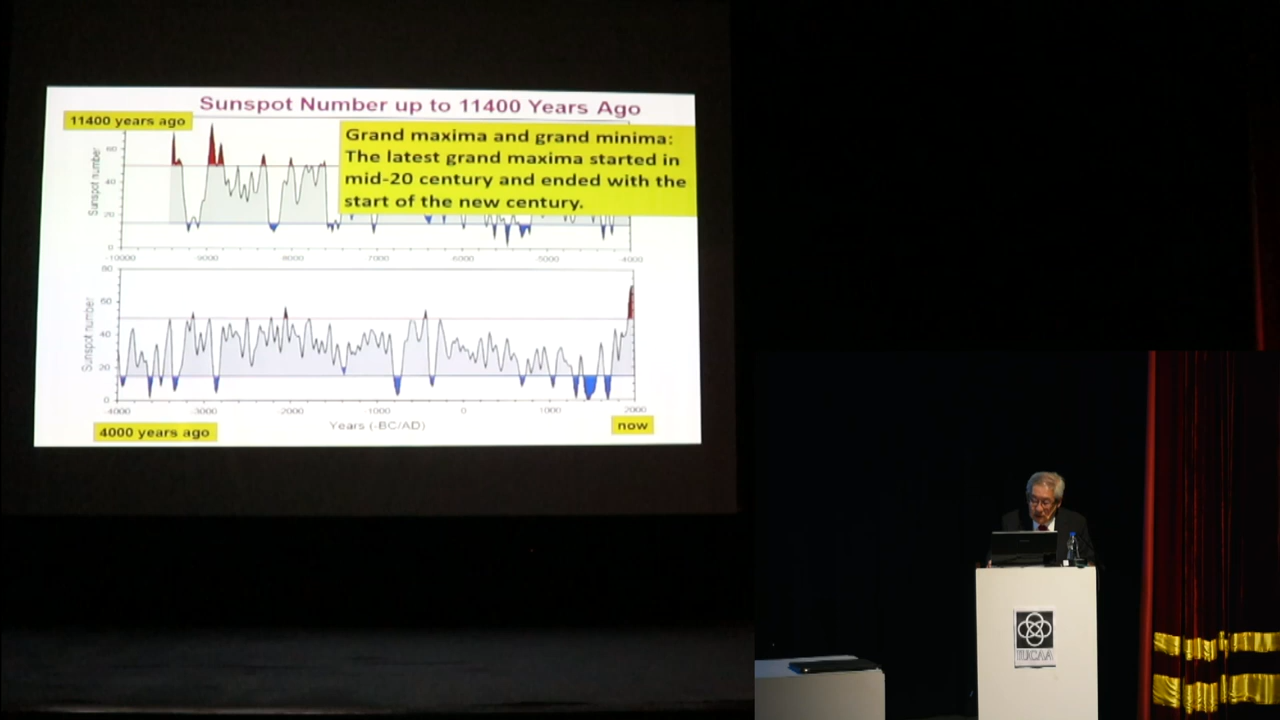 Sunspot Number up to 11400 Years Ago
11400 years ago
Grand maxima and grand minima:
The latest grand maxima started in
mid-20 century and ended with the
start of the new century.
Sunspot number
60
40
20
0
-10000 -9000 -8000 -7000 -6000 -5000 -4000
Sunspot number
80
60
40
20
0
-4000 -3000 -2000 -1000 0 1000 2000
Years (-BC/AD)
4000 years ago
now
IUCAA